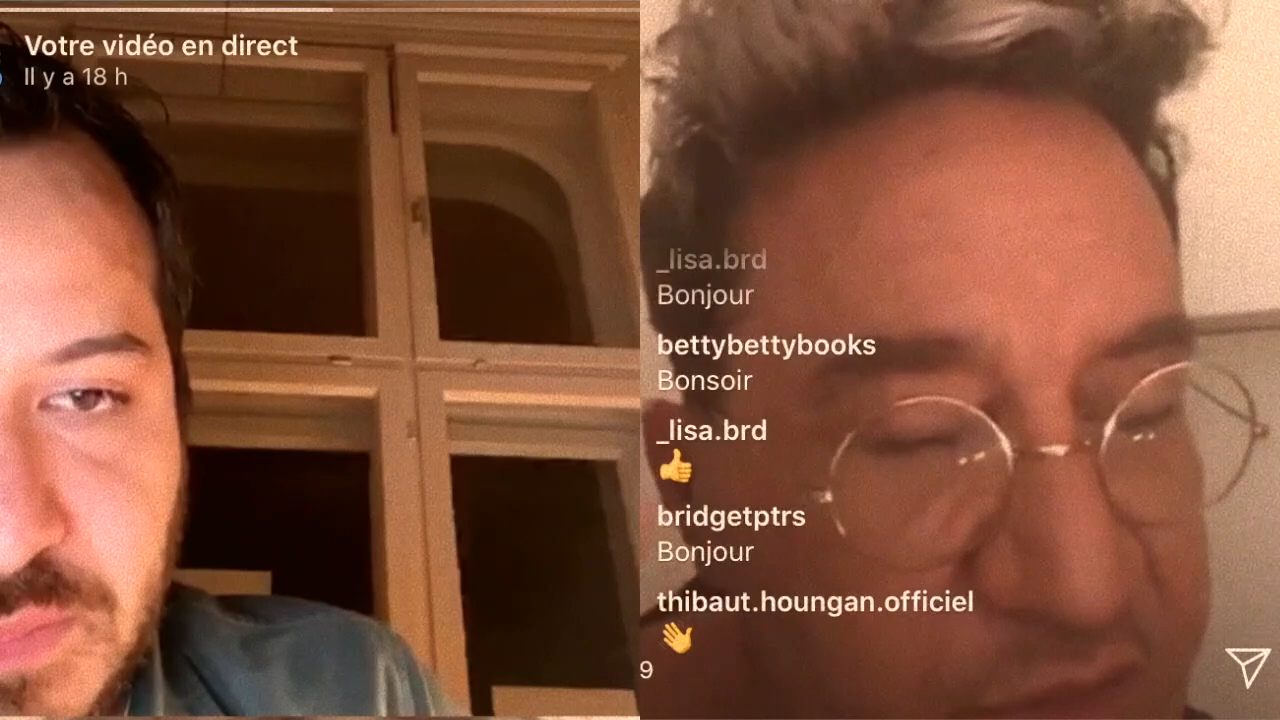 Votre vidéo en direct
Il y a 18 h
_lisa.brd
Bonjour
bettybettybooks
Bonsoir
_lisa.brd
👍
bridgetptrs
Bonjour
thibaut.houngan.officiel
👋
9